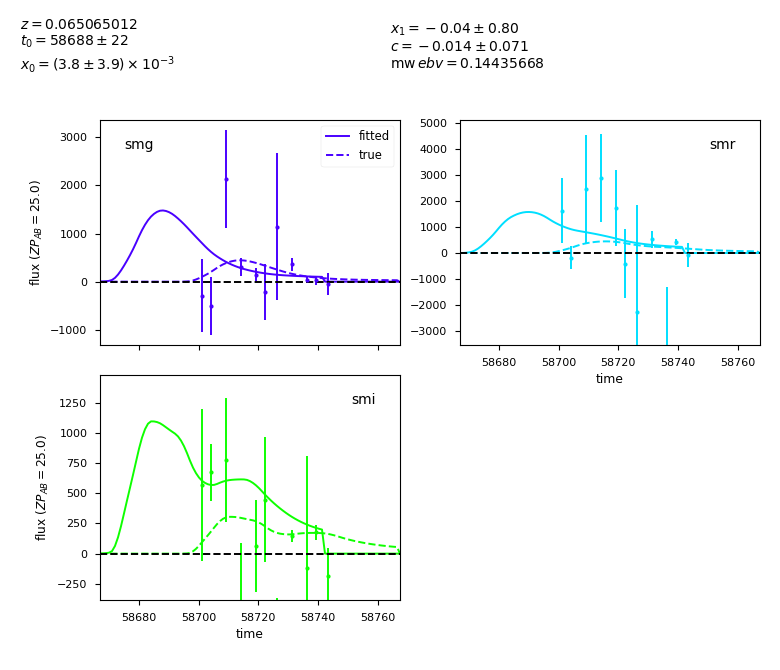 z = 0.065065012
t₀ = 58688 ± 22
x₀ = (3.8 ± 3.9) × 10⁻³
x₁ = −0.04 ± 0.80
c = −0.014 ± 0.071
mw ebv = 0.14435668
smg
fitted
true
flux (ZP_AB = 25.0)
3000
2000
1000
0
−1000
smr
5000
4000
3000
2000
1000
0
−1000
−2000
−3000
58680 58700 58720 58740 58760
time
smi
flux (ZP_AB = 25.0)
1250
1000
750
500
250
0
−250
58680 58700 58720 58740 58760
time